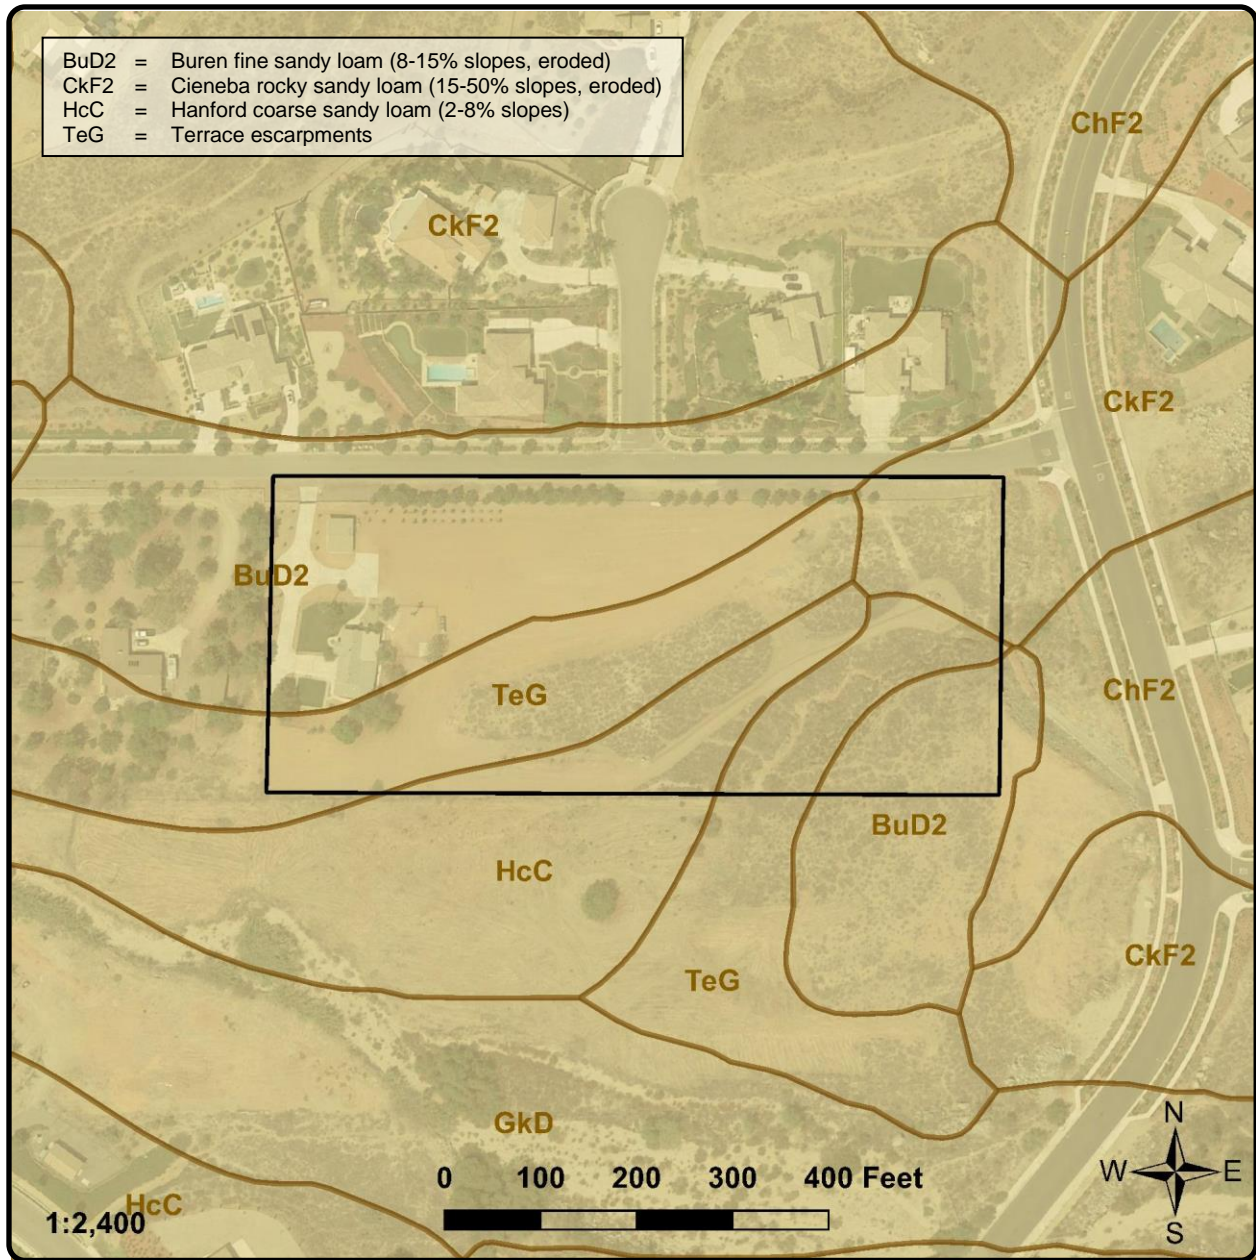 BuD2 = Buren fine sandy loam (8-15% slopes, eroded)
CkF2 = Cieneba rocky sandy loam (15-50% slopes, eroded)
HcC = Hanford coarse sandy loam (2-8% slopes)
TeG = Terrace escarpments
ChF2
CkF2
CkF2
BuD2
TeG
ChF2
BuD2
HcC
CkF2
TeG
GkD
N
W E
S
0 100 200 300 400 Feet
HcC
1:2,400